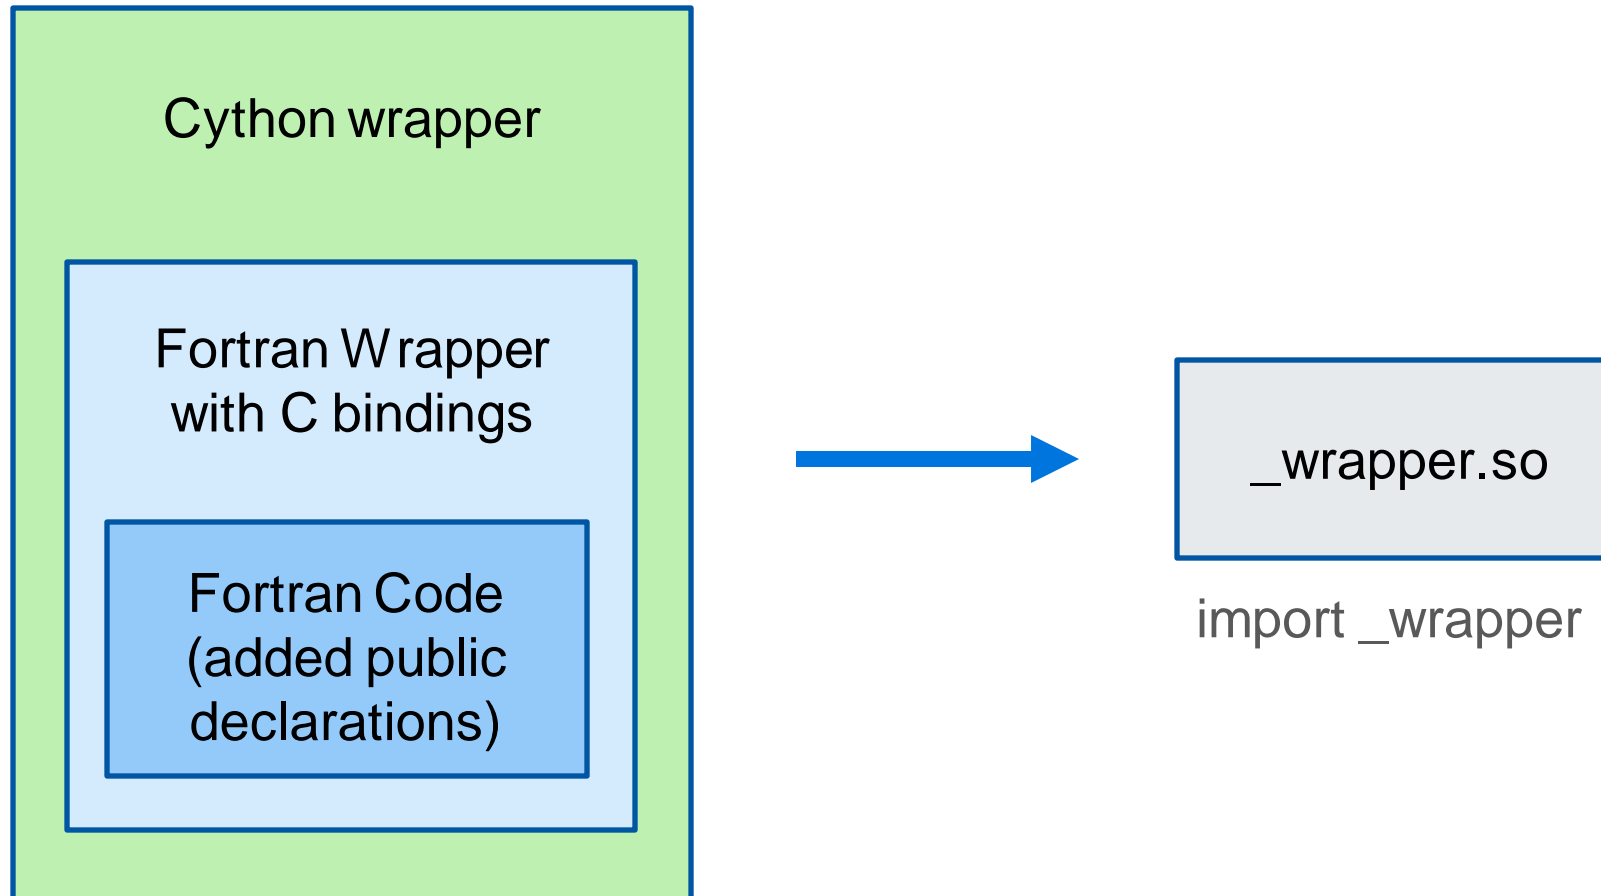 Cython wrapper
Fortran Wrapper
with C bindings
Fortran Code
(added public
declarations)
_wrapper.so
import _wrapper